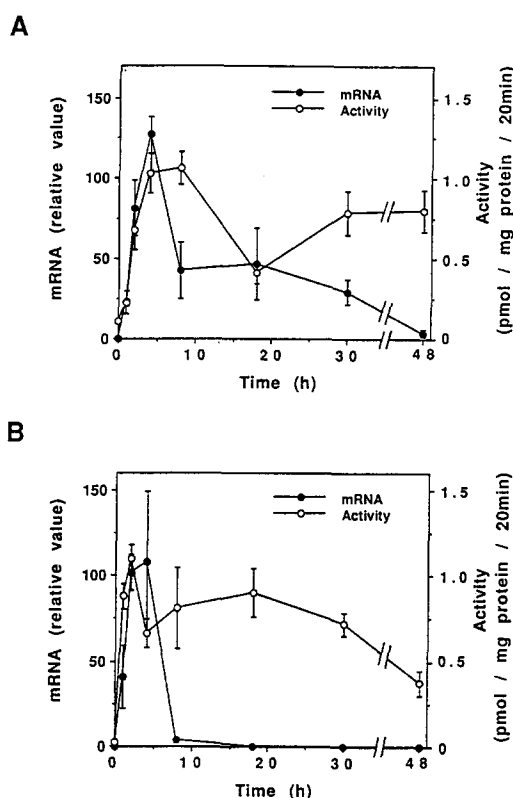 A
mRNA (relative value)
150
100
50
0
mRNA
Activity
1.5
1.0
0.5
0
Activity
(pmol / mg protein / 20min)
0 10 20 30 48
Time (h)
B
mRNA (relative value)
150
100
50
0
mRNA
Activity
1.5
1.0
0.5
0
Activity
(pmol / mg protein / 20min)
0 10 20 30 48
Time (h)